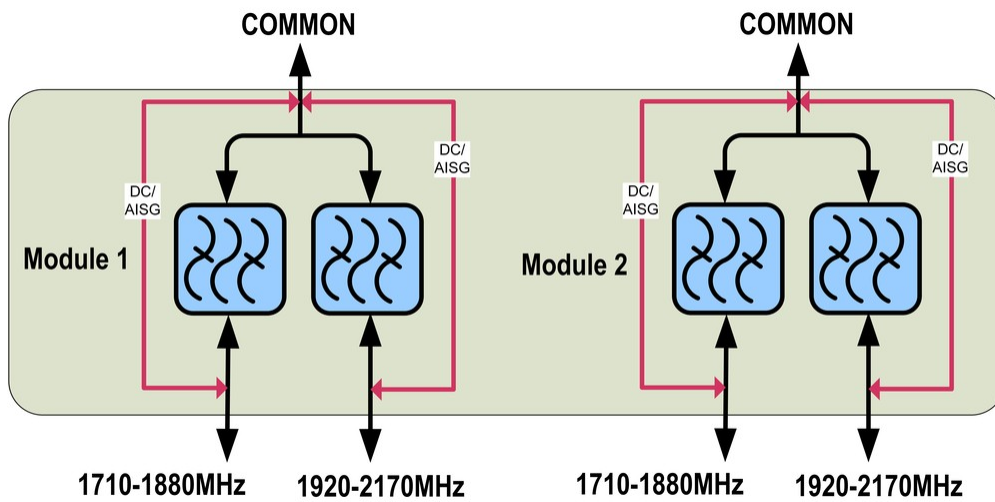 COMMON
COMMON
DC/
AISG
DC/
AISG
DC/
AISG
DC/
AISG
Module 1
Module 2
1710-1880MHz
1920-2170MHz
1710-1880MHz
1920-2170MHz